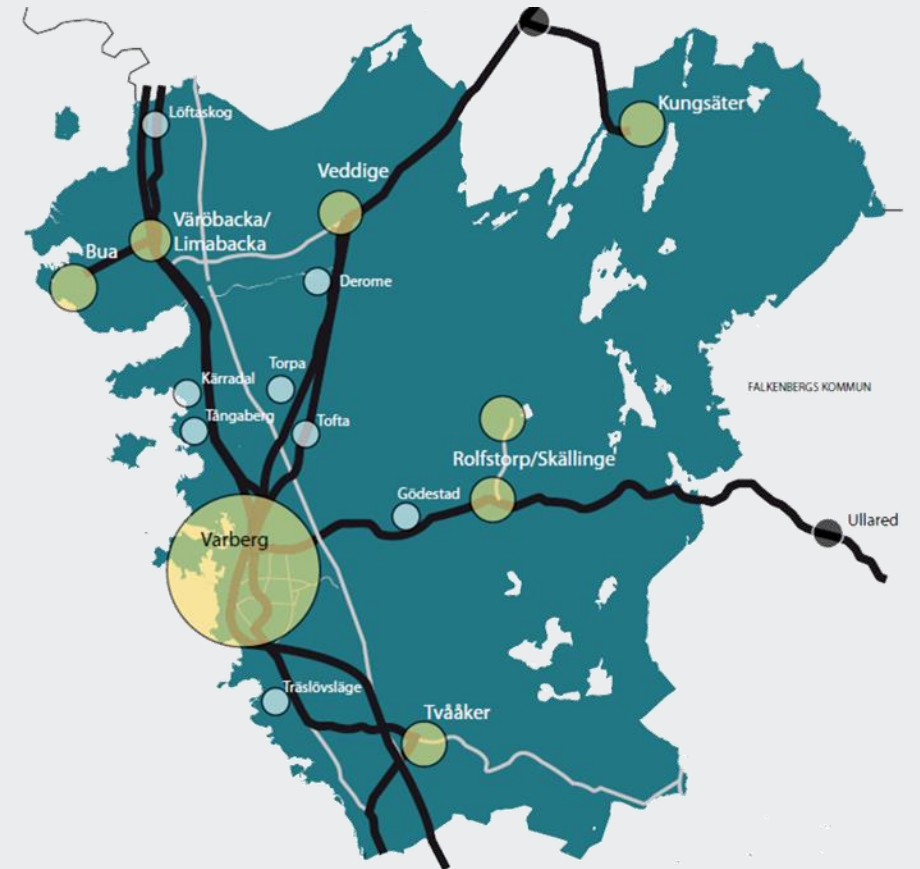 Kungsäter
Löftaskog
Veddige
Väröbacka/
Limabacka
Bua
Derome
Torpa
Kärradal
FALKENBERGS KOMMUN
Tångaberg
Tofta
Rolfstorp/Skällinge
Gödestad
Ullared
Varberg
Träslövsläge
Tvååker